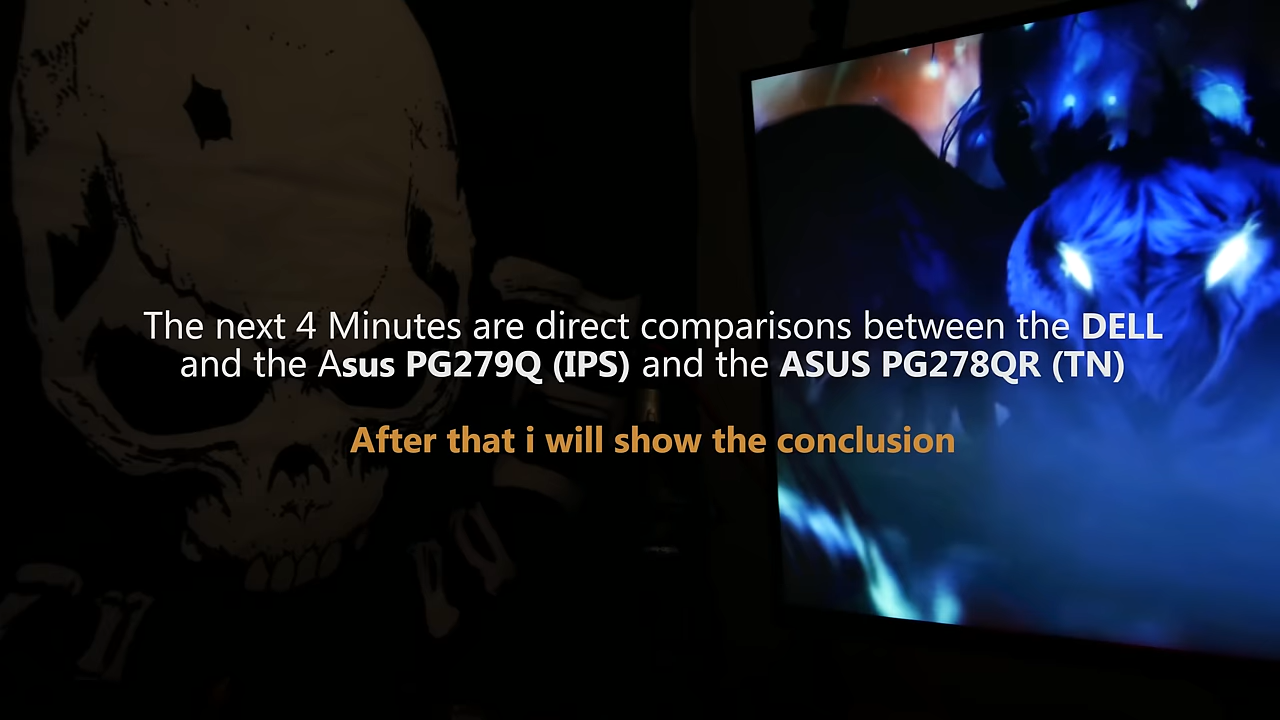 The next 4 Minutes are direct comparisons between the DELL
and the Asus PG279Q (IPS) and the ASUS PG278QR (TN)
After that i will show the conclusion